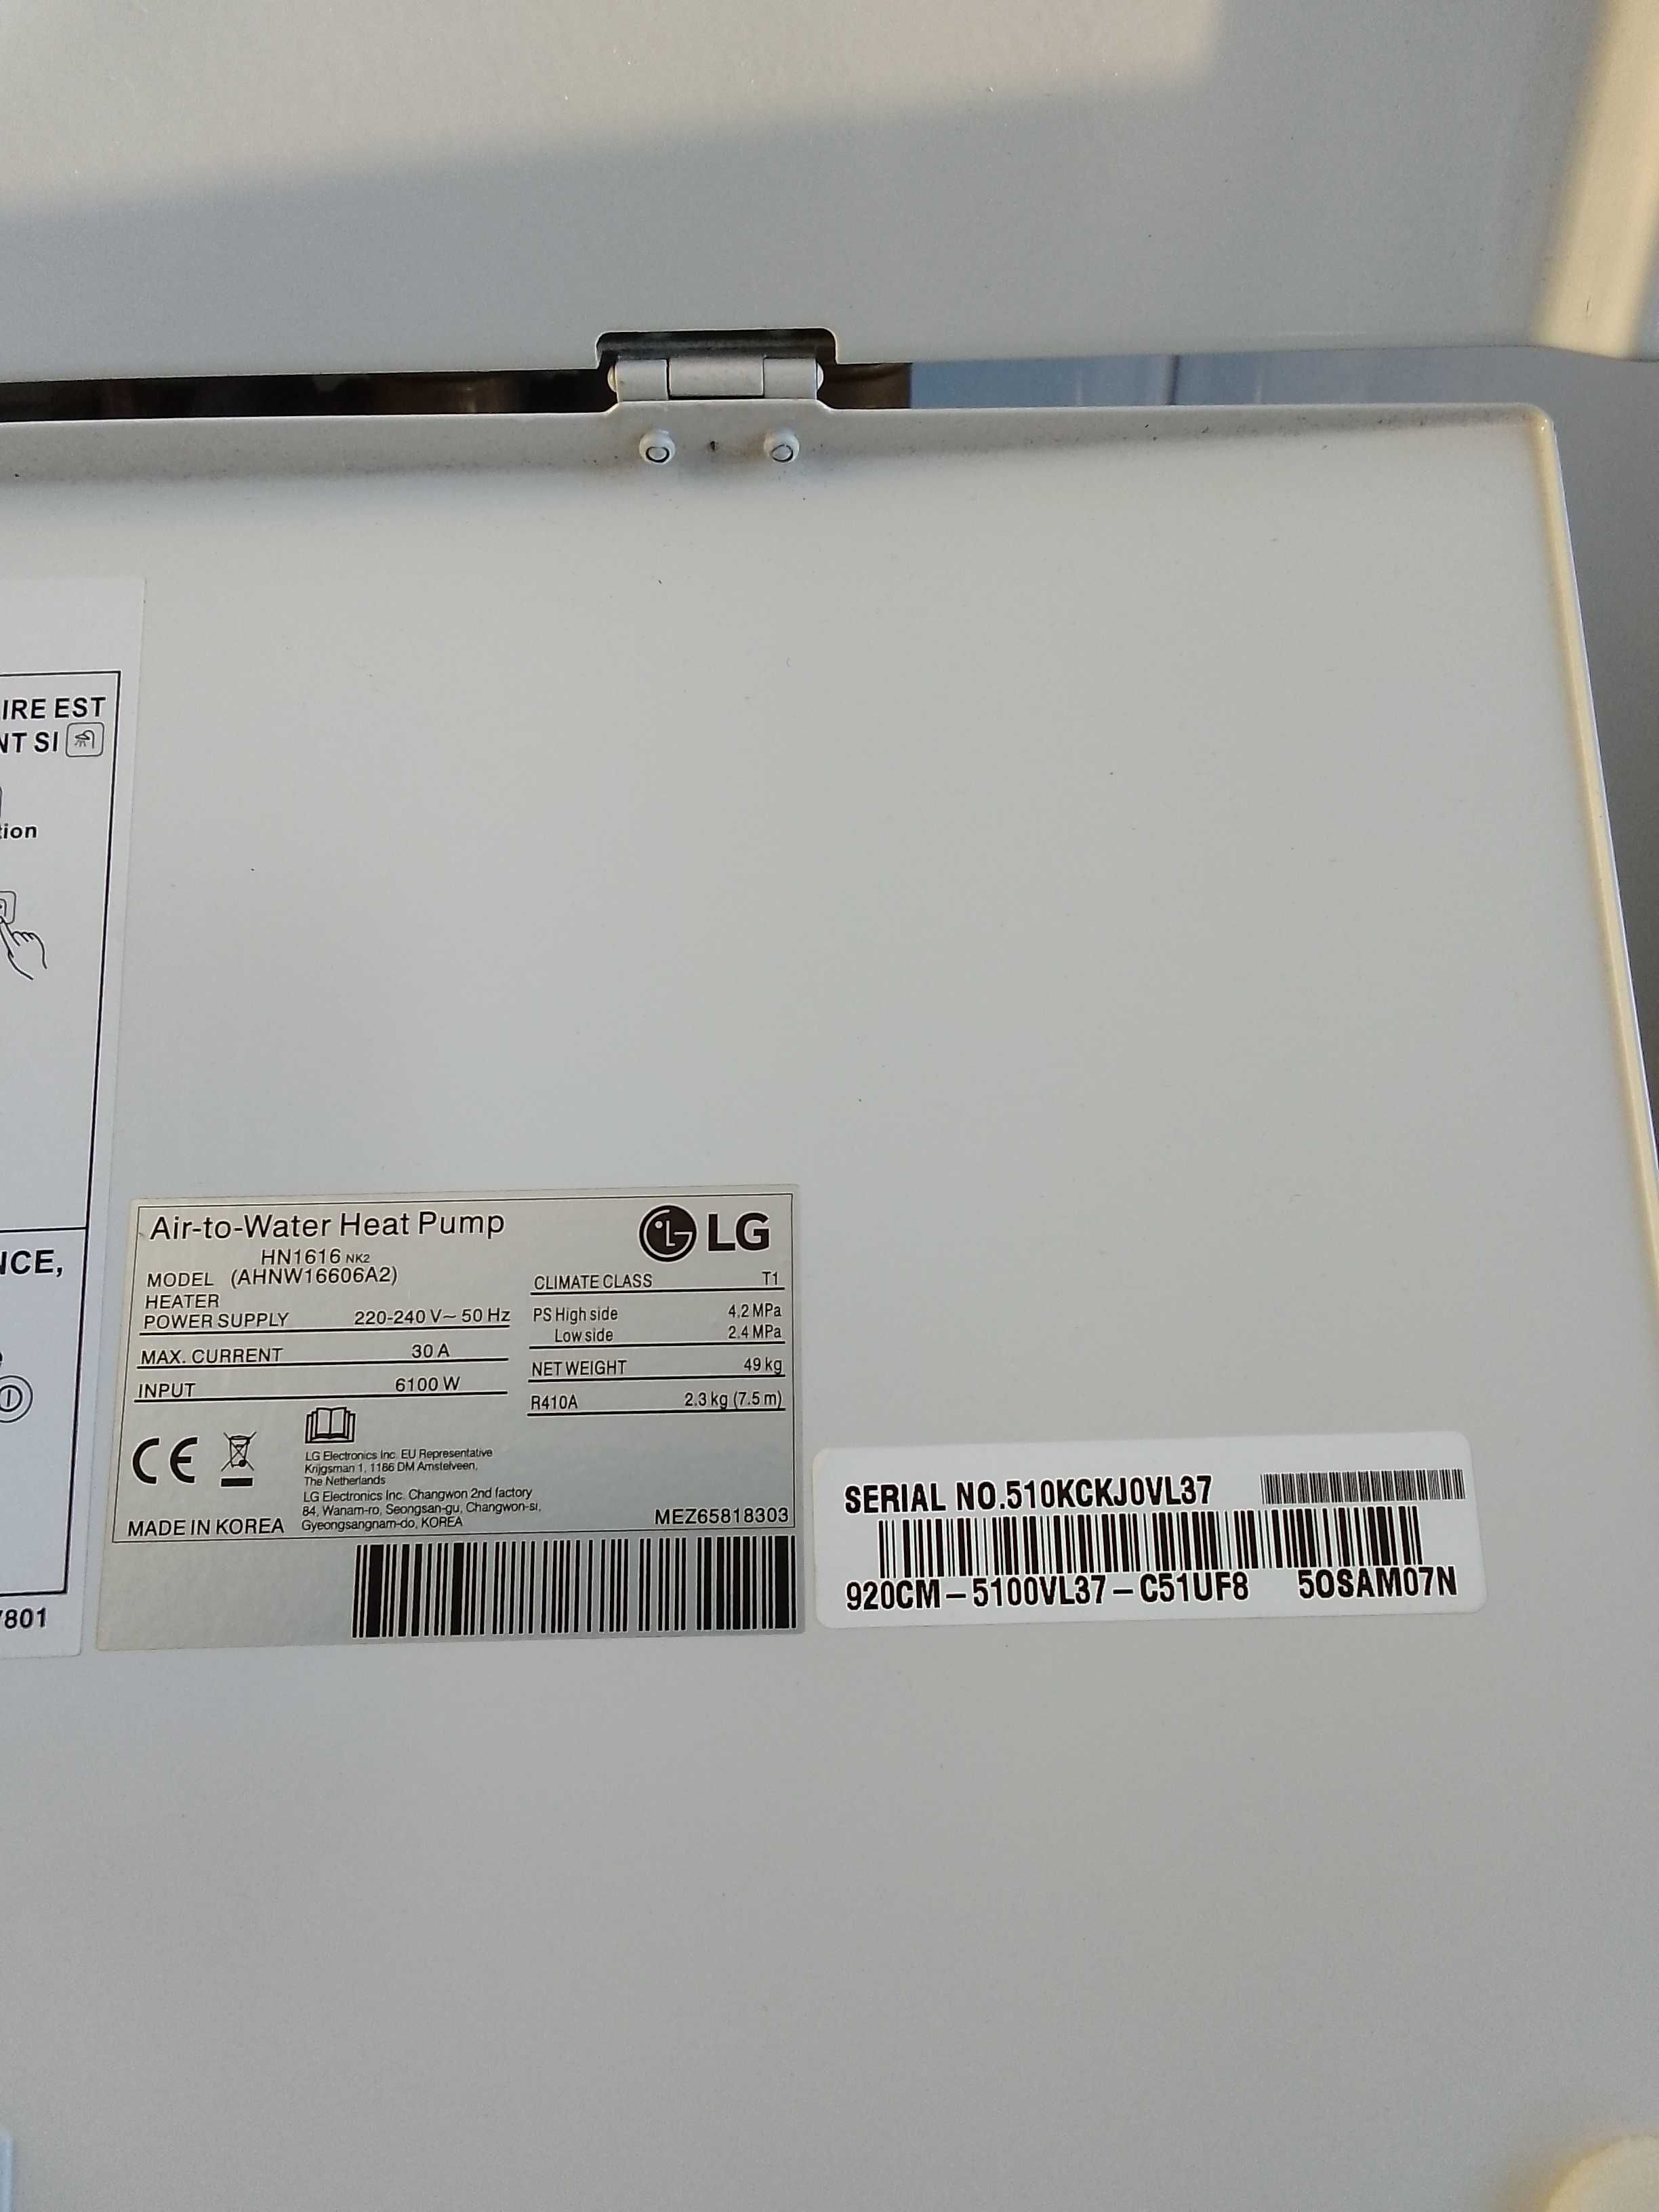 IRE EST
NT SI
tion
NCE,
7801
Air-to-Water Heat Pump
LG
HN1616 NK2
MODEL (AHNW16606A2)
HEATER
POWER SUPPLY 220-240 V~ 50 Hz
MAX. CURRENT 30 A
INPUT 6100 W
CLIMATE CLASS T1
PS High side 4.2 MPa
Low side 2.4 MPa
NET WEIGHT 49 kg
R410A 2.3 kg (7.5 m)
CE
LG Electronics Inc. EU Representative
Krijgsman 1, 1186 DM Amstelveen,
The Netherlands
LG Electronics Inc. Changwon 2nd factory
84, Wanam-ro, Seongsan-gu, Changwon-si,
Gyeongsangnam-do, KOREA
MADE IN KOREA
MEZ65818303
SERIAL NO.510KCKJ0VL37
920CM-5100VL37-C51UF8 50SAM07N